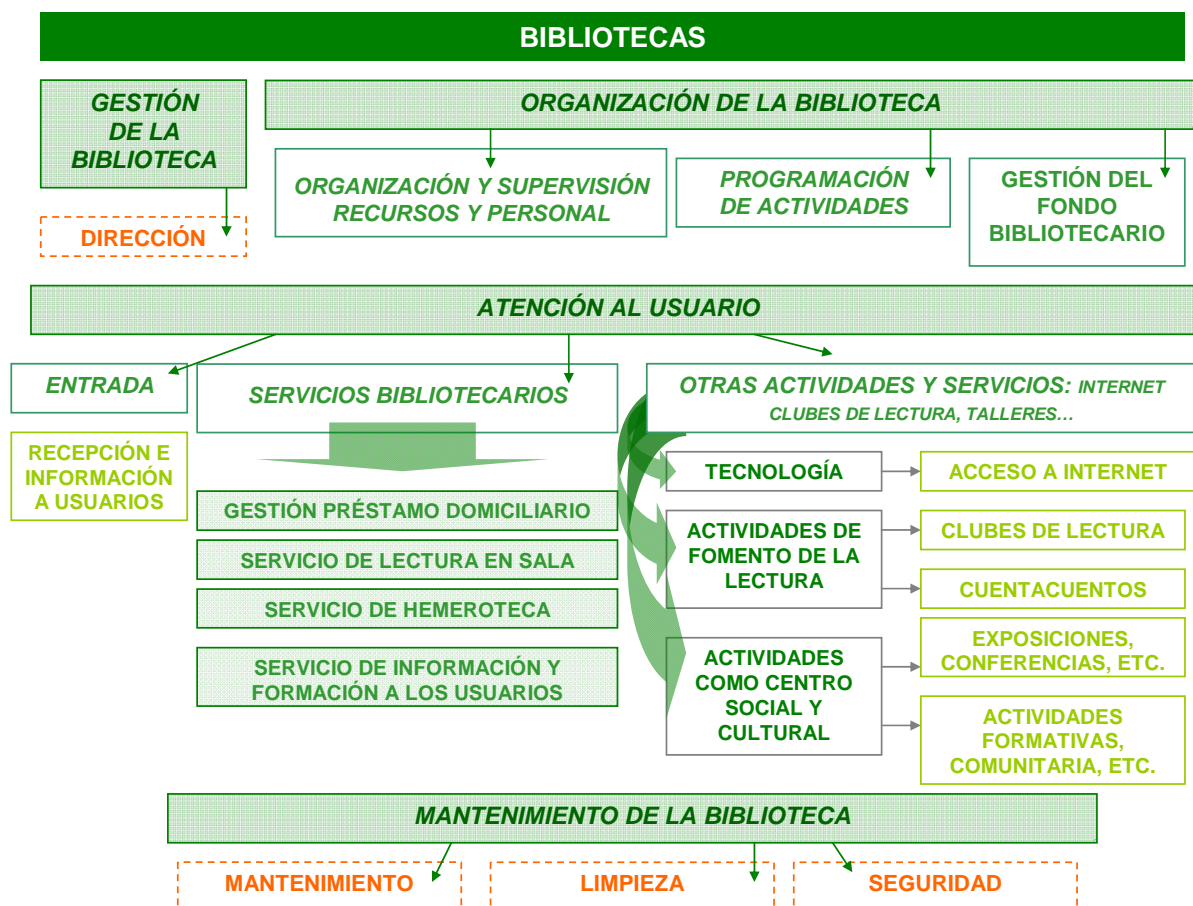 BIBLIOTECAS
GESTIÓN
DE LA
BIBLIOTECA
ORGANIZACIÓN DE LA BIBLIOTECA
ORGANIZACIÓN Y SUPERVISIÓN
RECURSOS Y PERSONAL
PROGRAMACIÓN
DE ACTIVIDADES
GESTIÓN DEL
FONDO
BIBLIOTECARIO
DIRECCIÓN
ATENCIÓN AL USUARIO
ENTRADA
SERVICIOS BIBLIOTECARIOS
OTRAS ACTIVIDADES Y SERVICIOS: INTERNET
CLUBES DE LECTURA, TALLERES...
RECEPCIÓN E
INFORMACIÓN
A USUARIOS
GESTIÓN PRÉSTAMO DOMICILIARIO
SERVICIO DE LECTURA EN SALA
SERVICIO DE HEMEROTECA
SERVICIO DE INFORMACIÓN Y
FORMACIÓN A LOS USUARIOS
TECNOLOGÍA
ACCESO A INTERNET
ACTIVIDADES DE
FOMENTO DE LA
LECTURA
CLUBES DE LECTURA
CUENTACUENTOS
ACTIVIDADES
COMO CENTRO
SOCIAL Y
CULTURAL
EXPOSICIONES,
CONFERENCIAS, ETC.
ACTIVIDADES
FORMATIVAS,
COMUNITARIA, ETC.
MANTENIMIENTO DE LA BIBLIOTECA
MANTENIMIENTO
LIMPIEZA
SEGURIDAD